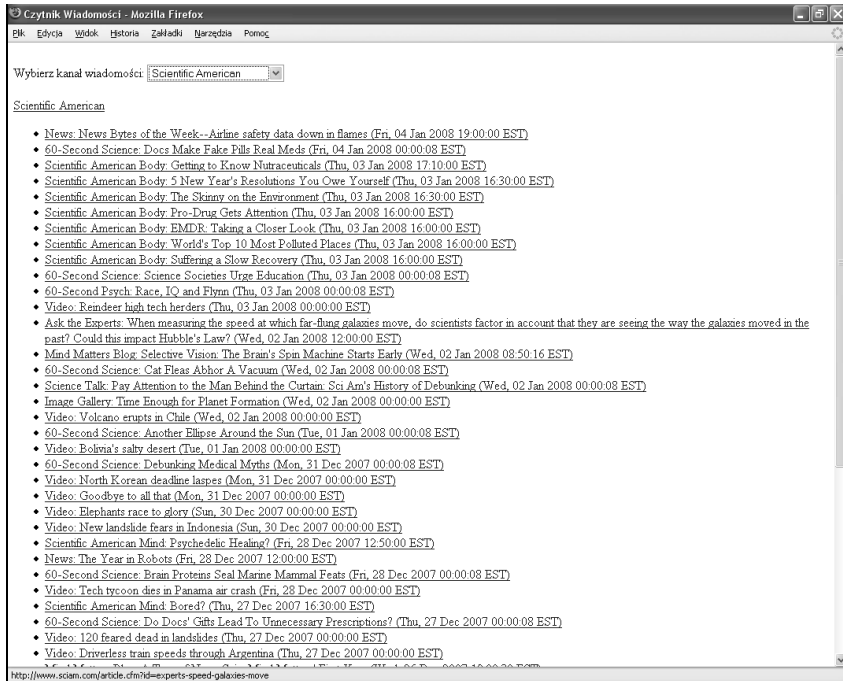 Czytnik Wiadomości - Mozilla Firefox
Plik Edycja Widok Historia Zakładki Narzędzia Pomoc
Wybierz kanał wiadomości: Scientific American
Scientific American
News: News Bytes of the Week--Airline safety data down in flames (Fri, 04 Jan 2008 19:00:00 EST)
60-Second Science: Docs Make Fake Pills Real Meds (Fri, 04 Jan 2008 00:00:08 EST)
Scientific American Body: Getting to Know Nutraceuticals (Thu, 03 Jan 2008 17:10:00 EST)
Scientific American Body: 5 New Year's Resolutions You Owe Yourself (Thu, 03 Jan 2008 16:30:00 EST)
Scientific American Body: The Skinny on the Environment (Thu, 03 Jan 2008 16:30:00 EST)
Scientific American Body: Pro-Drug Gets Attention (Thu, 03 Jan 2008 16:00:00 EST)
Scientific American Body: EMDR: Taking a Closer Look (Thu, 03 Jan 2008 16:00:00 EST)
Scientific American Body: World's Top 10 Most Polluted Places (Thu, 03 Jan 2008 16:00:00 EST)
Scientific American Body: Suffering a Slow Recovery (Thu, 03 Jan 2008 16:00:00 EST)
60-Second Science: Science Societies Urge Education (Thu, 03 Jan 2008 00:00:08 EST)
60-Second Psych: Race, IQ and Flynn (Thu, 03 Jan 2008 00:00:08 EST)
Video: Reindeer high tech herders (Thu, 03 Jan 2008 00:00:00 EST)
Ask the Experts: When measuring the speed at which far-flung galaxies move, do scientists factor in account that they are seeing the way the galaxies moved in the
past? Could this impact Hubble's Law? (Wed, 02 Jan 2008 12:00:00 EST)
Mind Matters Blog: Selective Vision: The Brain's Spin Machine Starts Early (Wed, 02 Jan 2008 08:50:16 EST)
60-Second Science: Cat Fleas Abhor A Vacuum (Wed, 02 Jan 2008 00:00:08 EST)
Science Talk: Pay Attention to the Man Behind the Curtain: Sci Am's History of Debunking (Wed, 02 Jan 2008 00:00:08 EST)
Image Gallery: Time Enough for Planet Formation (Wed, 02 Jan 2008 00:00:00 EST)
Video: Volcano erupts in Chile (Wed, 02 Jan 2008 00:00:00 EST)
60-Second Science: Another Ellipse Around the Sun (Tue, 01 Jan 2008 00:00:08 EST)
Video: Bolivia's salty desert (Tue, 01 Jan 2008 00:00:00 EST)
60-Second Science: Debunking Medical Myths (Mon, 31 Dec 2007 00:00:08 EST)
Video: North Korean deadline laspes (Mon, 31 Dec 2007 00:00:00 EST)
Video: Goodbye to all that (Mon, 31 Dec 2007 00:00:00 EST)
Video: Elephants race to glory (Sun, 30 Dec 2007 00:00:00 EST)
Video: New landslide fears in Indonesia (Sun, 30 Dec 2007 00:00:00 EST)
Scientific American Mind: Psychedelic Healing? (Fri, 28 Dec 2007 12:50:00 EST)
News: The Year in Robots (Fri, 28 Dec 2007 12:00:00 EST)
60-Second Science: Brain Proteins Seal Marine Mammal Feats (Fri, 28 Dec 2007 00:00:08 EST)
Video: Tech tycoon dies in Panama air crash (Fri, 28 Dec 2007 00:00:00 EST)
Scientific American Mind: Bored? (Thu, 27 Dec 2007 16:30:00 EST)
60-Second Science: Do Docs' Gifts Lead To Unnecessary Prescriptions? (Thu, 27 Dec 2007 00:00:08 EST)
Video: 120 feared dead in landslides (Thu, 27 Dec 2007 00:00:00 EST)
Video: Driverless train speeds through Argentina (Thu, 27 Dec 2007 00:00:00 EST)
http://www.sciam.com/article.cfm?id=experts-speed-galaxies-move